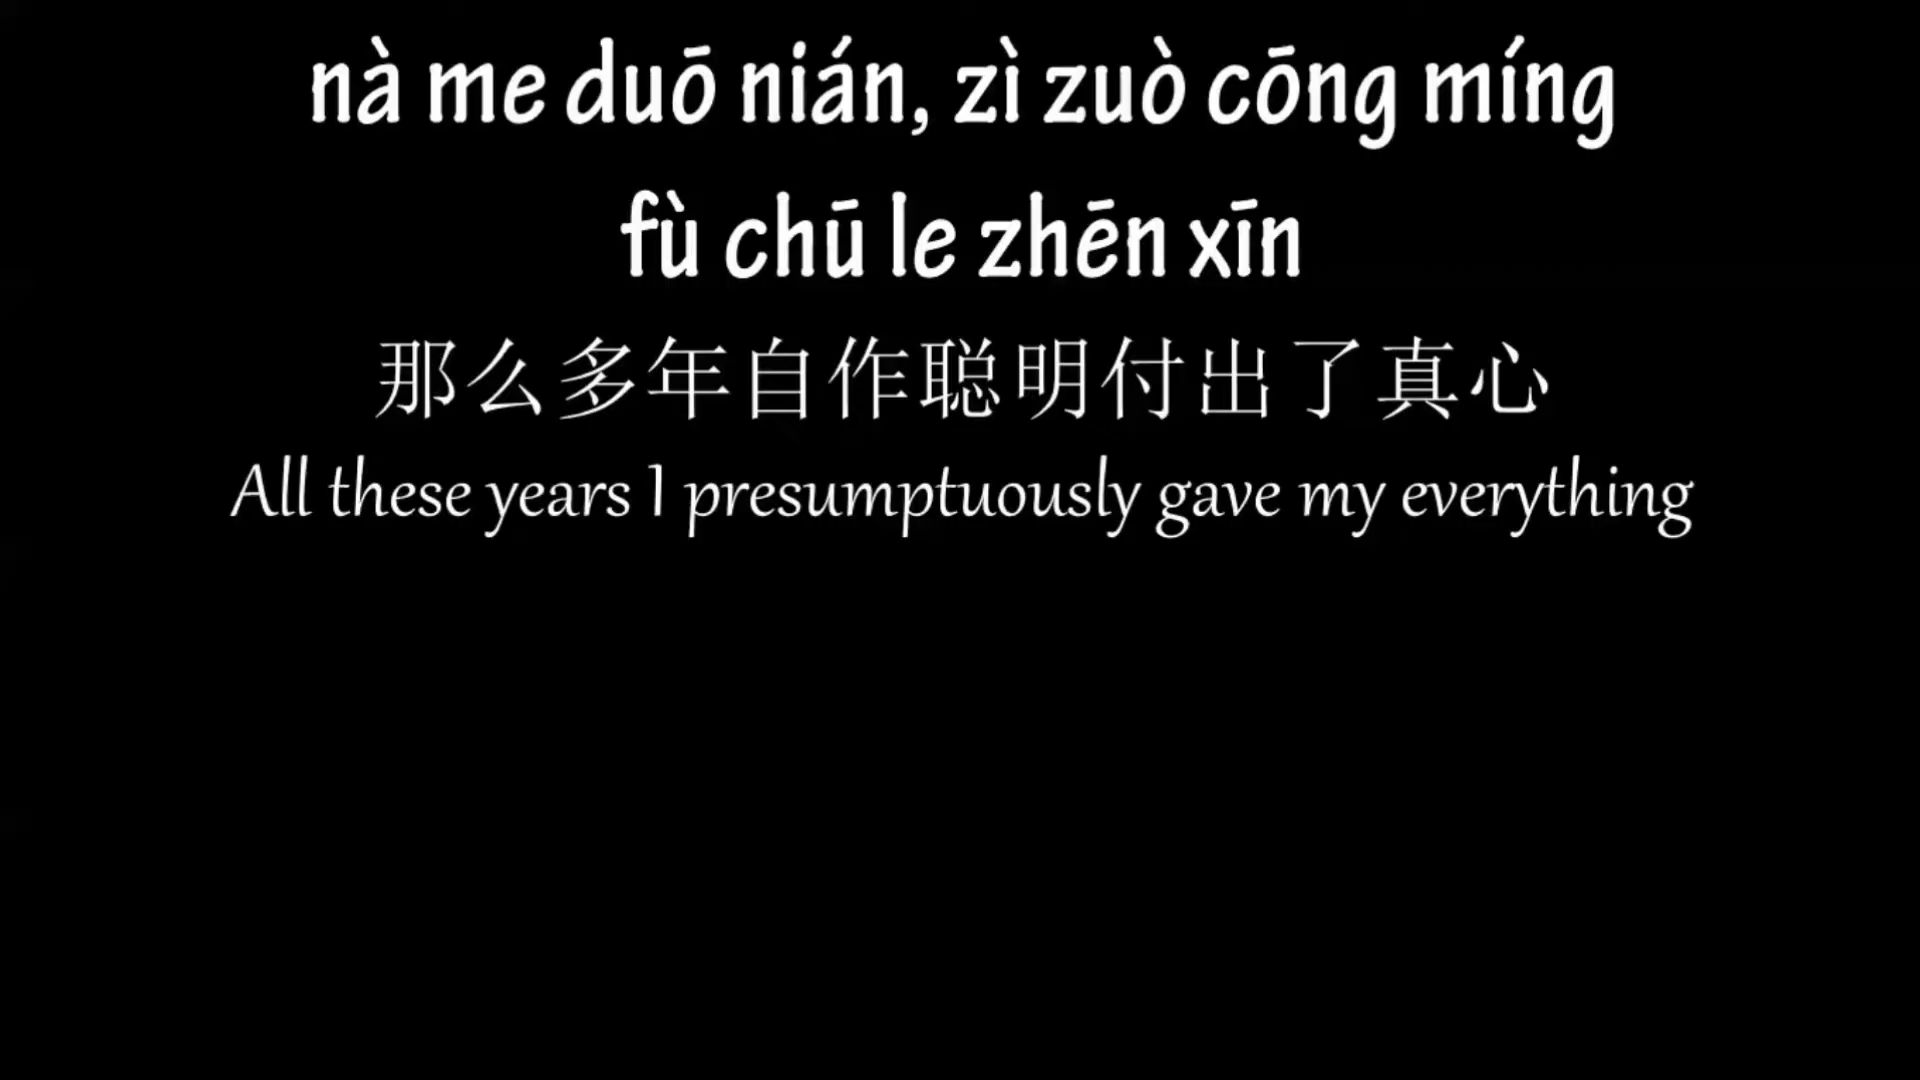 nà me duō nián, zì zuò cōng míng
fù chū le zhēn xīn
那么多年自作聪明付出了真心
All these years I presumptuously gave my everything